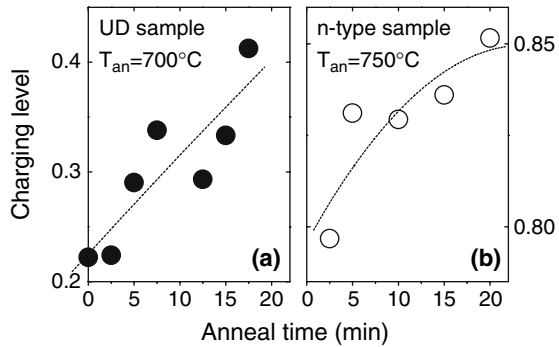 UD sample
T_an=700°C
n-type sample
T_an=750°C
Charging level
0.4
0.3
0.2
0.85
0.80
(a)
(b)
0 5 10 15 20
0 5 10 15 20
Anneal time (min)